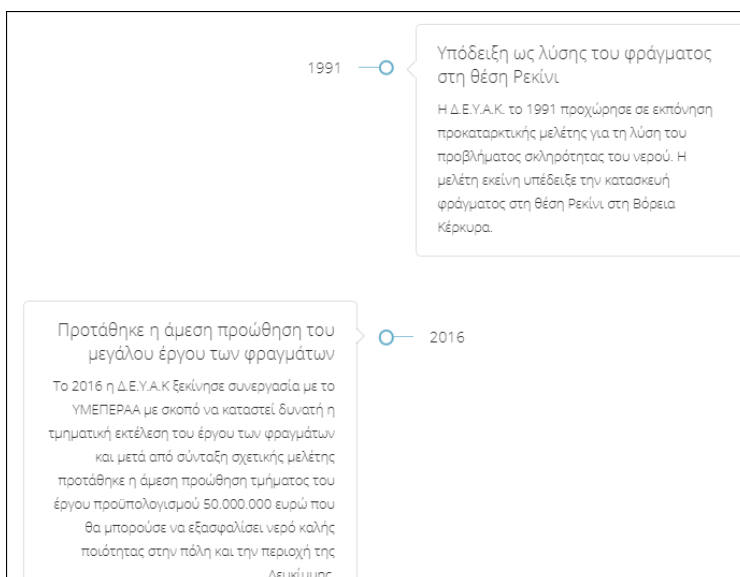 1991
Υπόδειξη ως λύσης του φράγματος
στη θέση Ρεκίνι
Η Δ.Ε.Υ.Α.Κ. το 1991 προχώρησε σε εκπόνηση
προκαταρκτικής μελέτης για τη λύση του
προβλήματος σκληρότητας του νερού. Η
μελέτη εκείνη υπέδειξε την κατασκευή
φράγματος στη θέση Ρεκίνι στη Βόρεια
Κέρκυρα.
Προτάθηκε η άμεση προώθηση του
μεγάλου έργου των φραγμάτων
2016
Το 2016 η Δ.Ε.Υ.Α.Κ ξεκίνησε συνεργασία με το
ΥΜΕΠΕΡΑΑ με σκοπό να καταστεί δυνατή η
τμηματική εκτέλεση του έργου των φραγμάτων
και μετά από σύνταξη σχετικής μελέτης
προτάθηκε η άμεση προώθηση τμήματος του
έργου προϋπολογισμού 50.000.000 ευρώ που
θα μπορούσε να εξασφαλίσει νερό καλής
ποιότητας στην πόλη και την περιοχή της
Λευκίμμης.